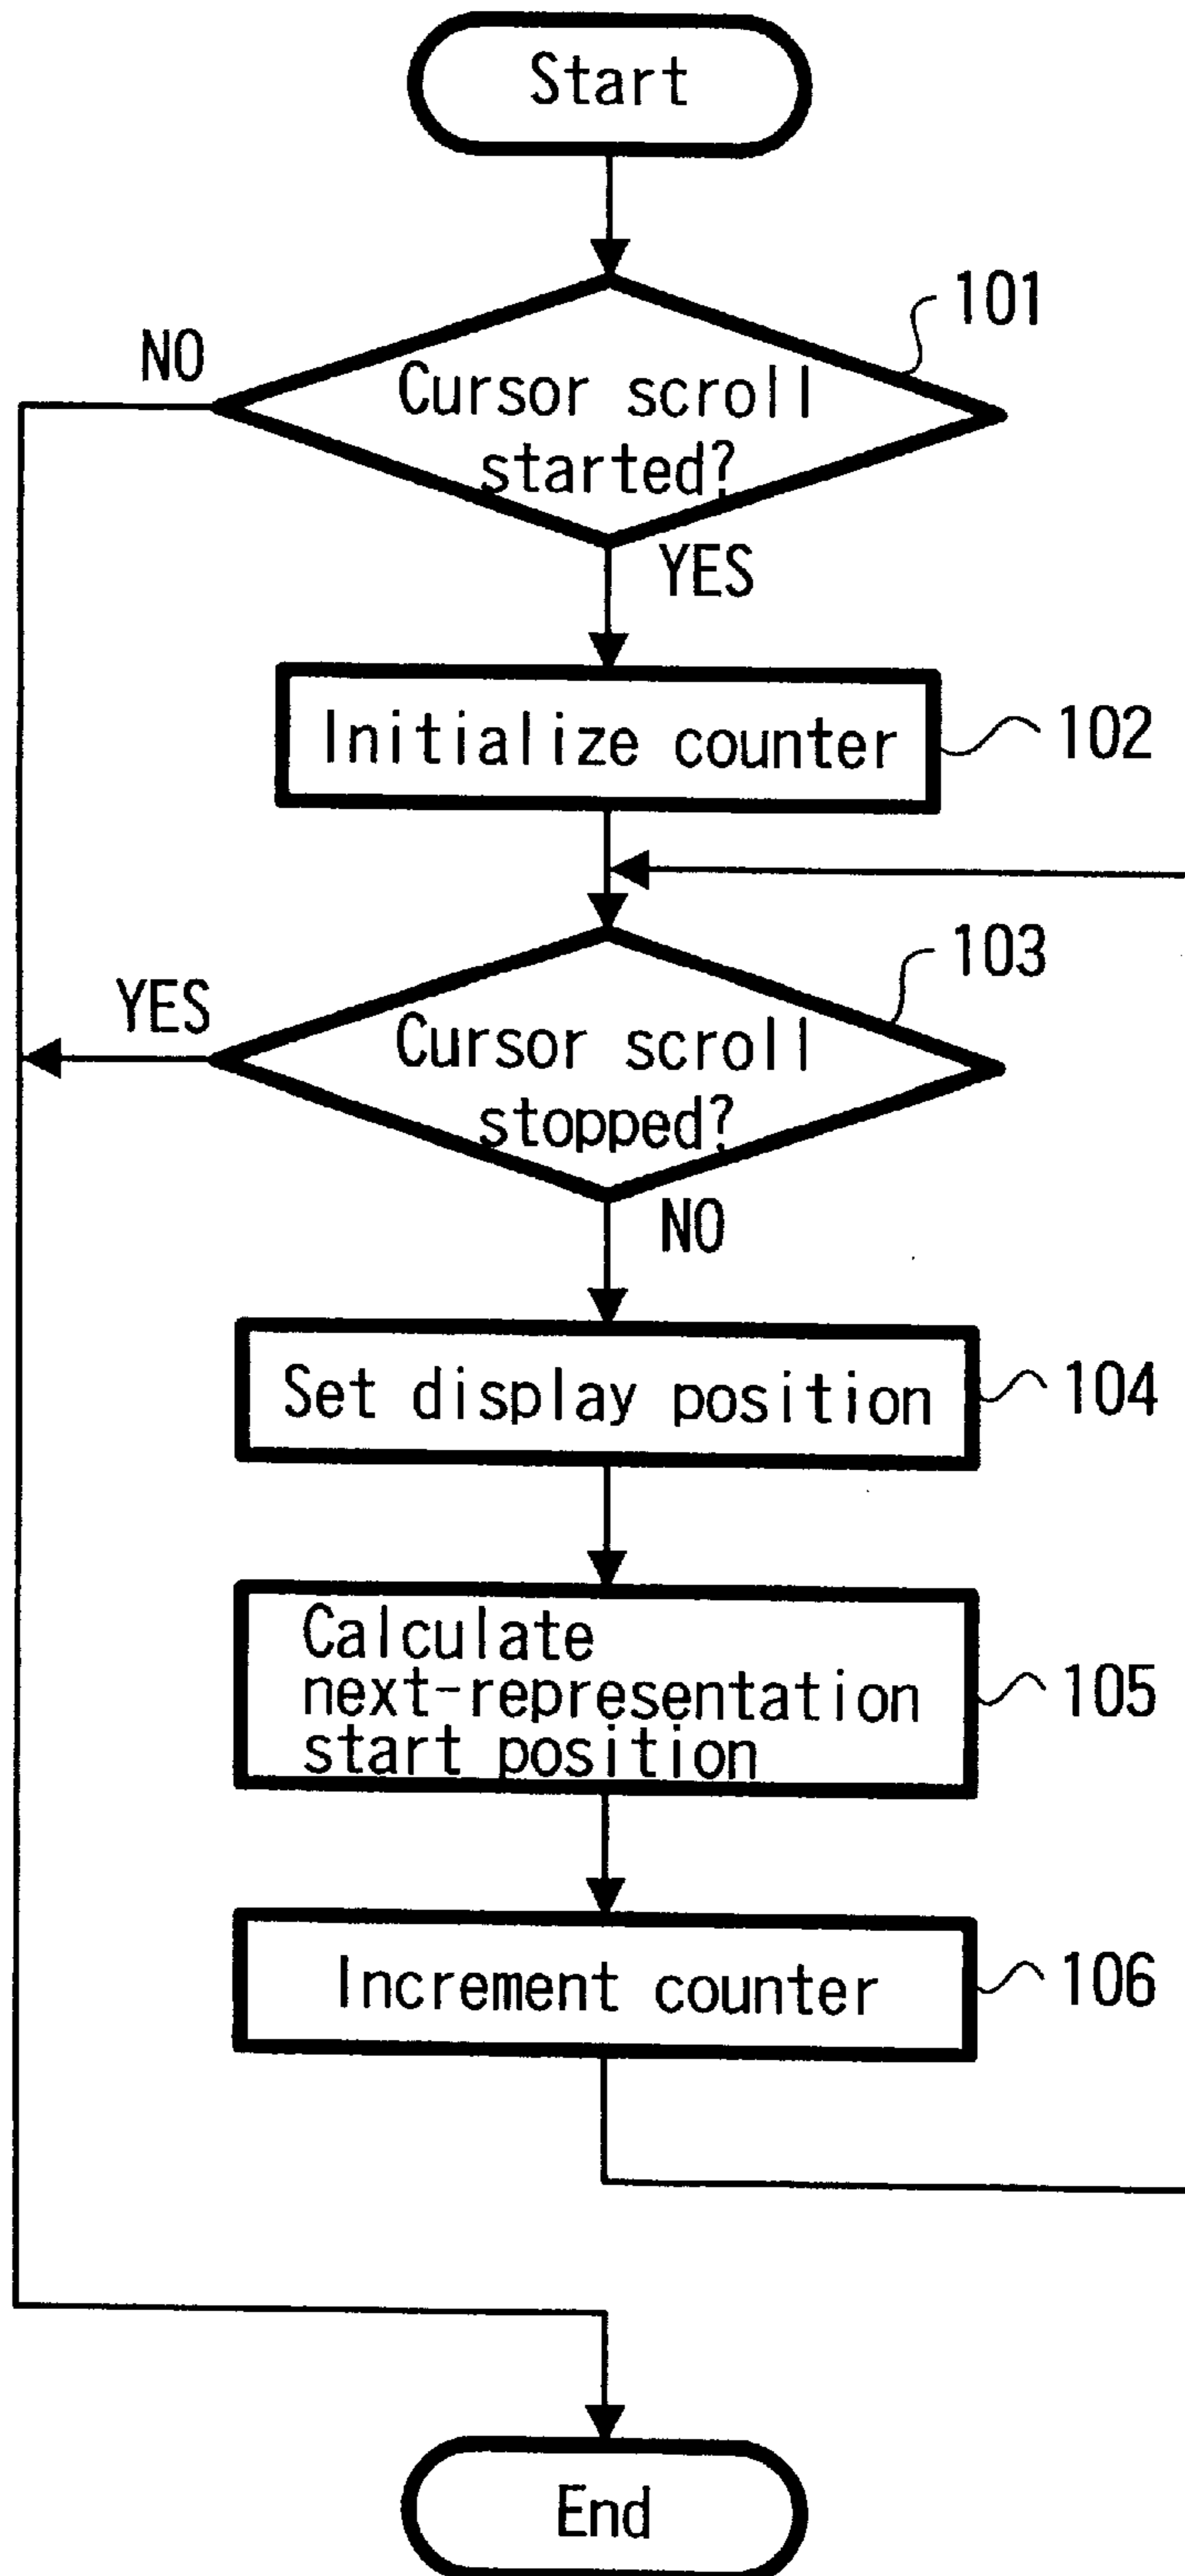 Start
101
NO
Cursor scroll
started?
YES
Initialize counter
102
103
YES
Cursor scroll
stopped?
NO
Set display position
104
Calculate
next-representation
start position
105
Increment counter
106
End